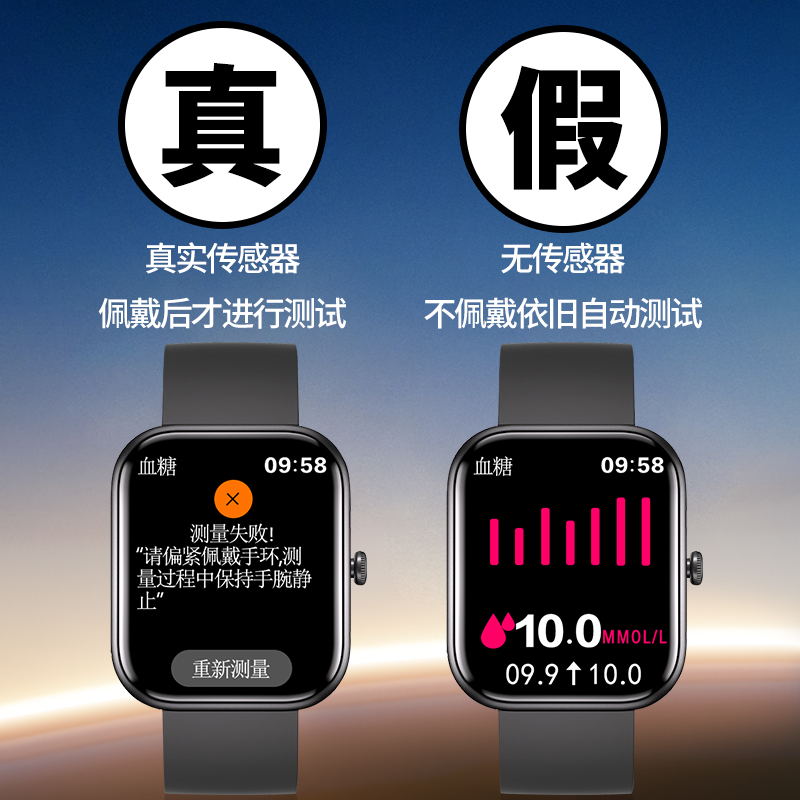 真
假
真实传感器
无传感器
佩戴后才进行测试
不佩戴依旧自动测试
血糖
09:58
测量失败!
“请偏紧佩戴手环,测
量过程中保持手腕静
止”
重新测量
血糖
09:58
10.0MMOL/L
09.9↑10.0